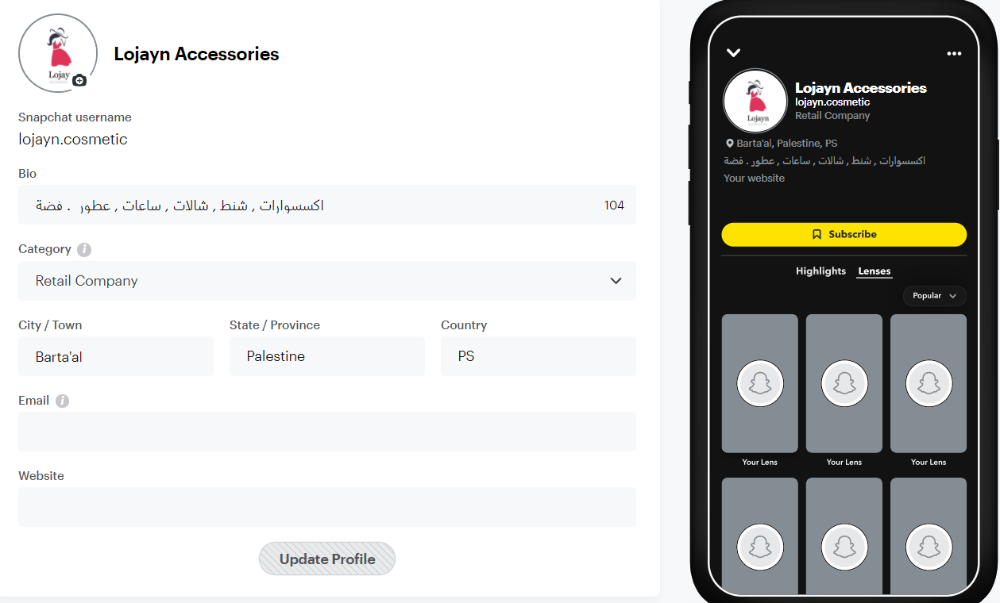 Lojay
Lojayn Accessories
Snapchat username
lojayn.cosmetic
Bio
اكسسوارات , شنط , شالات , ساعات , عطور . فضة
104
Category
Retail Company
City / Town
State / Province
Country
Barta'al
Palestine
PS
Email
Website
Update Profile
Lojayn
Lojayn Accessories
lojayn.cosmetic
Retail Company
Barta'al, Palestine, PS
اكسسوارات , شنط , شالات , ساعات , عطور . فضة
Your website
Subscribe
Highlights
Lenses
Popular
Your Lens
Your Lens
Your Lens